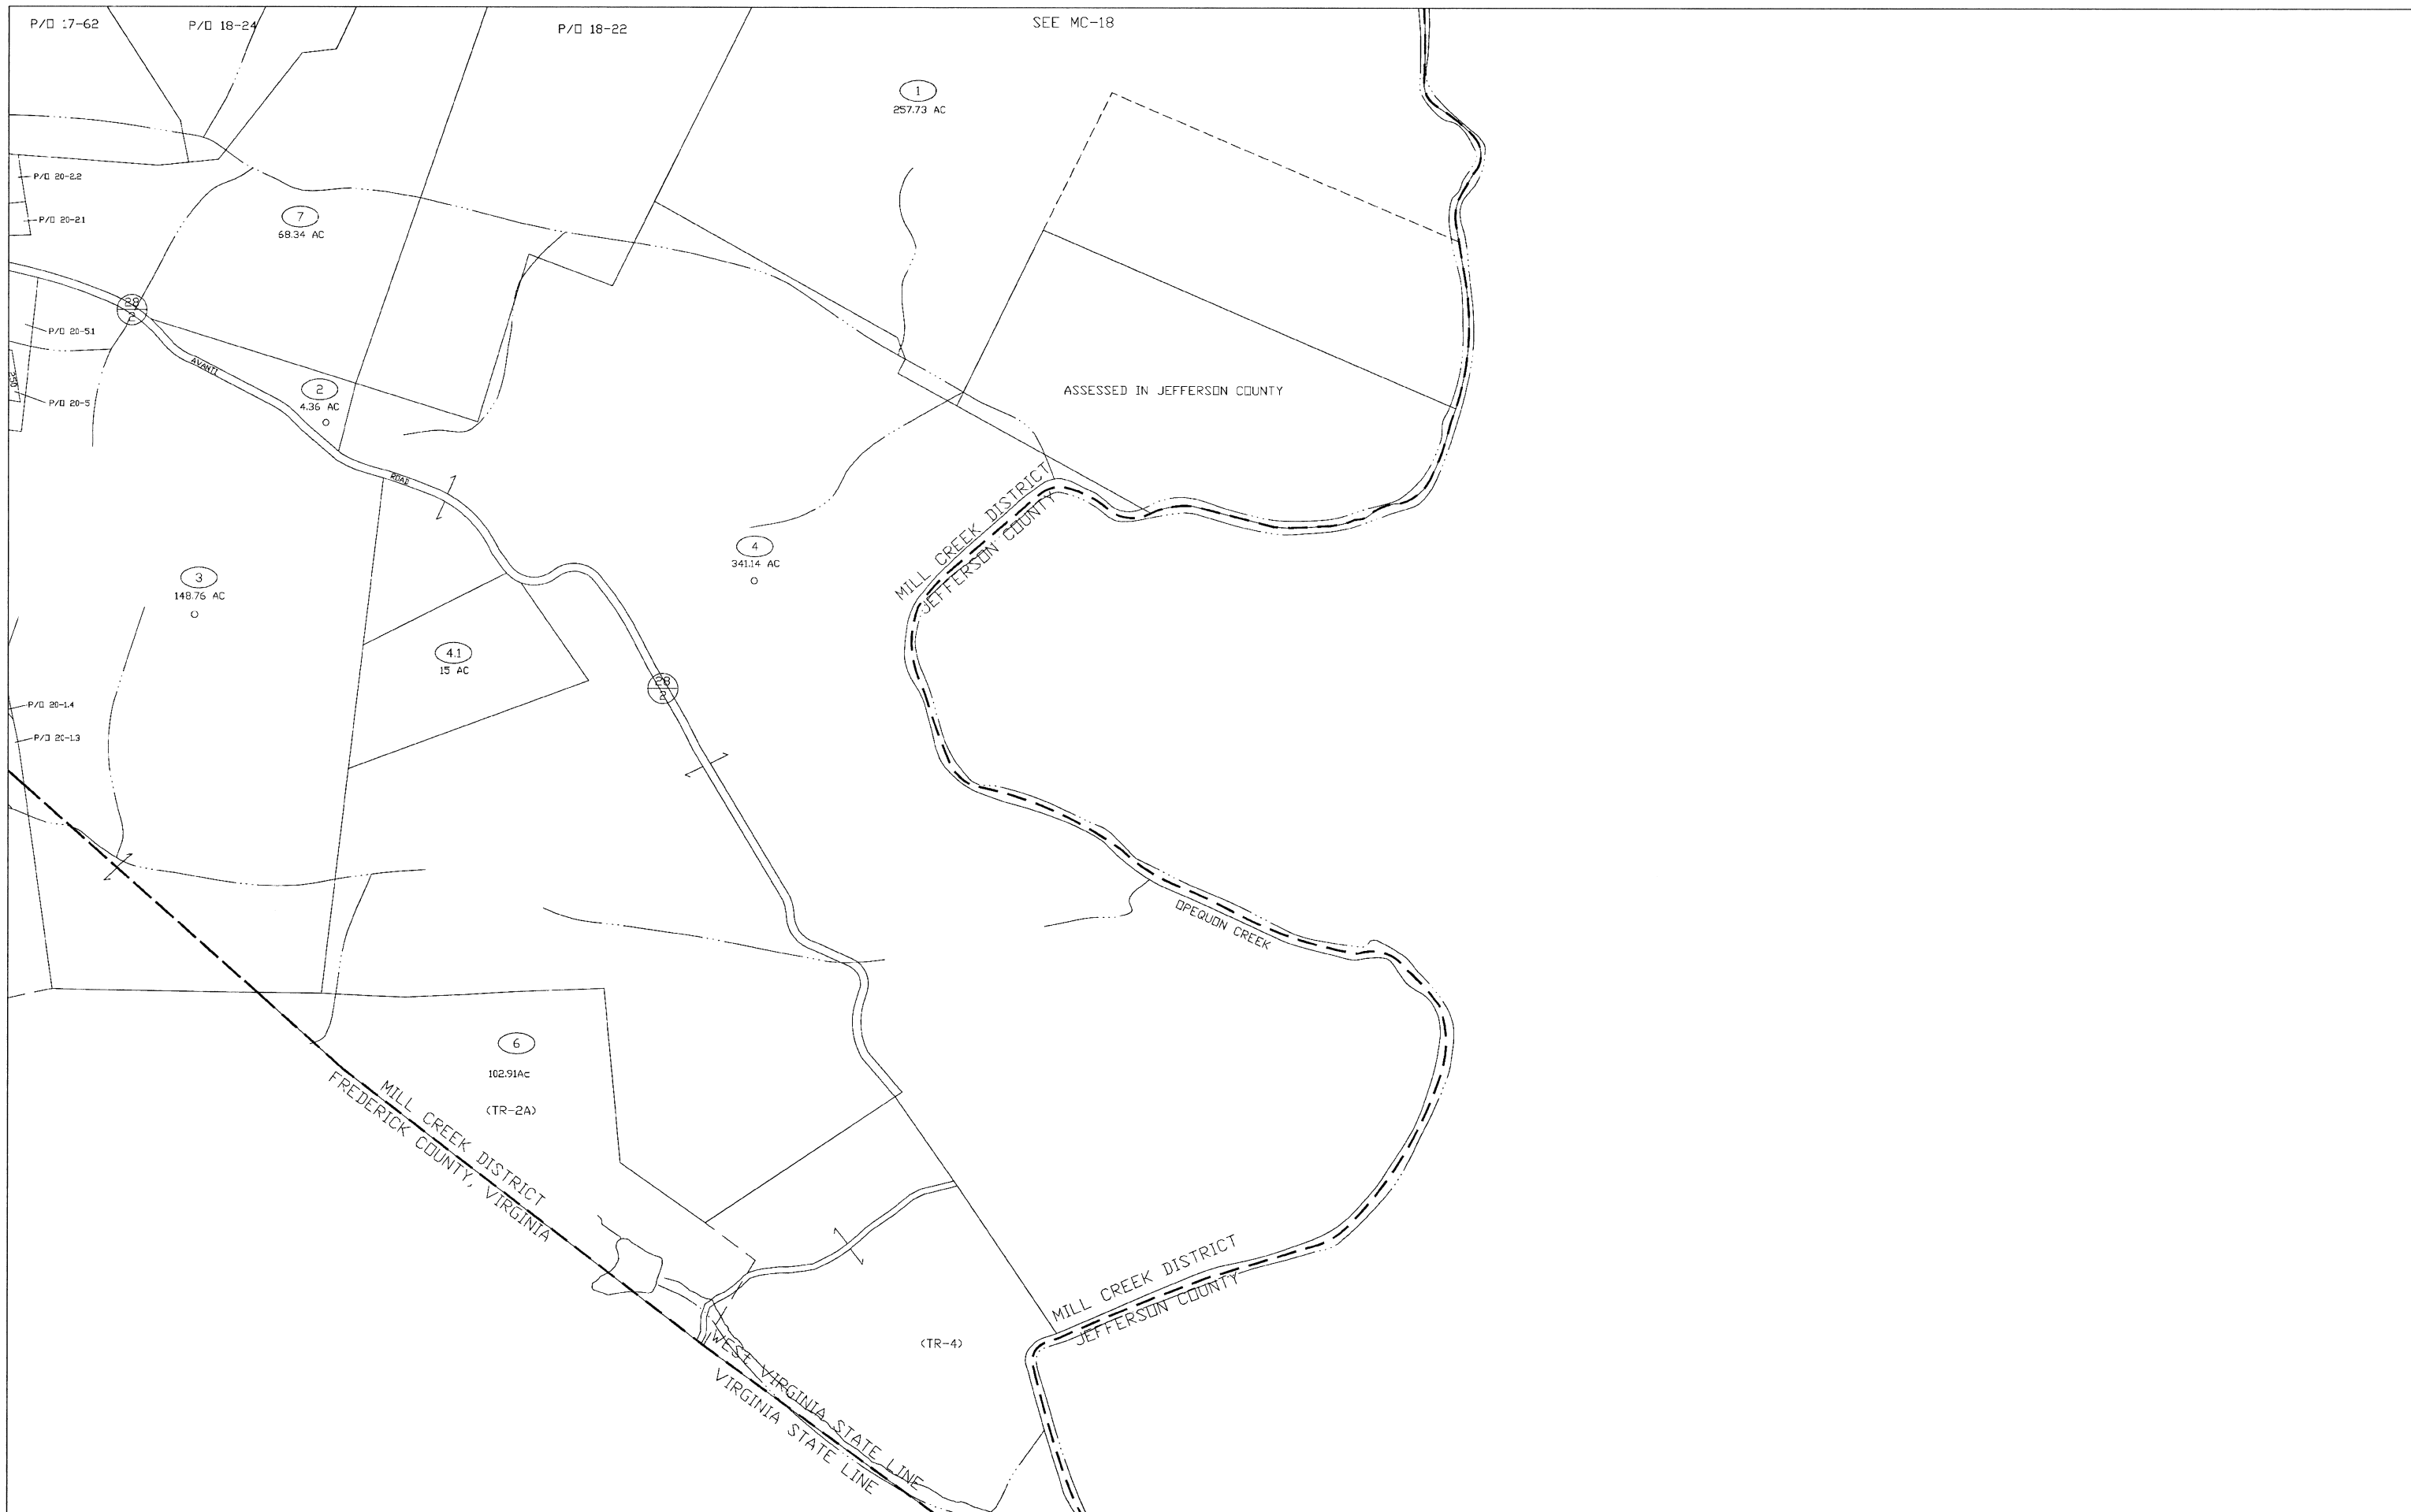 P/O 17-62
P/O 18-24
P/O 18-22
SEE MC-18
1
257.73 AC
P/O 20-2.2
P/O 20-2.1
7
68.34 AC
28
2
P/O 20-5.1
AVANTI
2
4.36 AC
P/O 20-5
ASSESSED IN JEFFERSON COUNTY
ROAD
MILL CREEK DISTRICT
JEFFERSON COUNTY
4
341.14 AC
3
148.76 AC
4.1
15 AC
28
2
P/O 20-1.4
P/O 20-1.3
OPEQUON CREEK
6
102.91Ac
(TR-2A)
MILL CREEK DISTRICT
FREDERICK COUNTY, VIRGINIA
MILL CREEK DISTRICT
JEFFERSON COUNTY
(TR-4)
WEST VIRGINIA STATE LINE
VIRGINIA STATE LINE